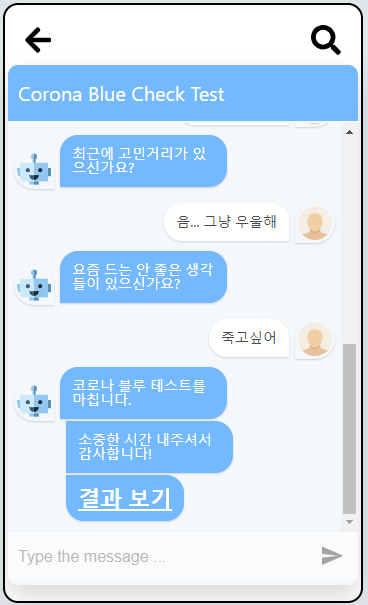 Corona Blue Check Test
최근에 고민거리가 있
으신가요?
음... 그냥 우울해
요즘 드는 안 좋은 생각
들이 있으신가요?
죽고싶어
코로나 블루 테스트를
마칩니다.
소중한 시간 내주셔서
감사합니다!
결과 보기
Type the message ...